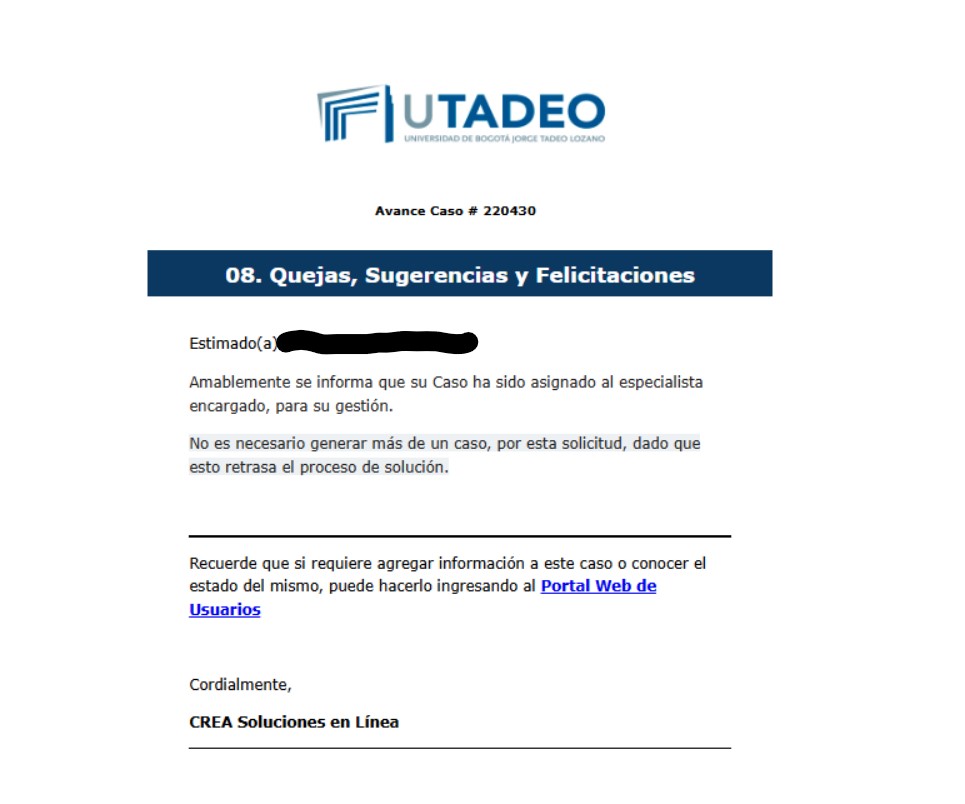 UTADEO
UNIVERSIDAD DE BOGOTÁ JORGE TADEO LOZANO
Avance Caso # 220430
08. Quejas, Sugerencias y Felicitaciones
Estimado(a)
Amablemente se informa que su Caso ha sido asignado al especialista
encargado, para su gestión.
No es necesario generar más de un caso, por esta solicitud, dado que
esto retrasa el proceso de solución.
Recuerde que si requiere agregar información a este caso o conocer el
estado del mismo, puede hacerlo ingresando al Portal Web de
Usuarios
Cordialmente,
CREA Soluciones en Línea